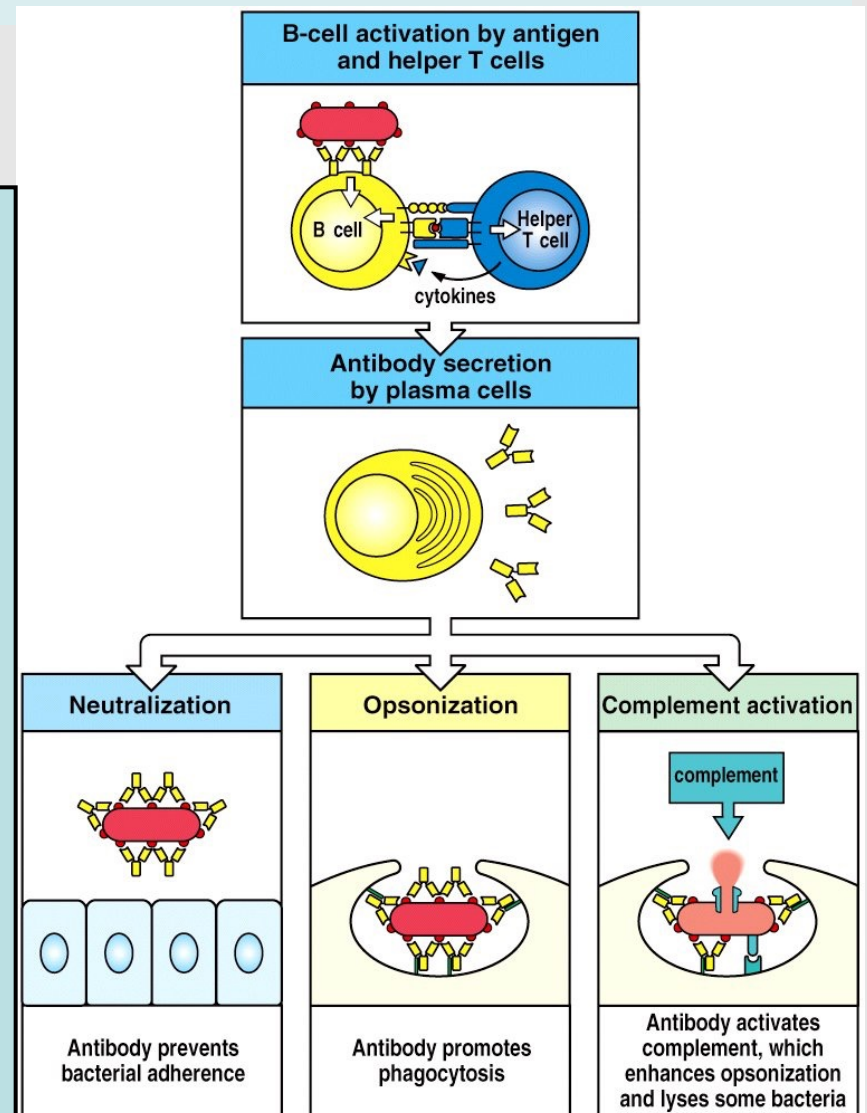 B-cell activation by antigen
and helper T cells
B cell
Helper
T cell
cytokines
Antibody secretion
by plasma cells
Neutralization
Opsonization
Complement activation
complement
Antibody prevents
bacterial adherence
Antibody promotes
phagocytosis
Antibody activates
complement, which
enhances opsonization
and lyses some bacteria